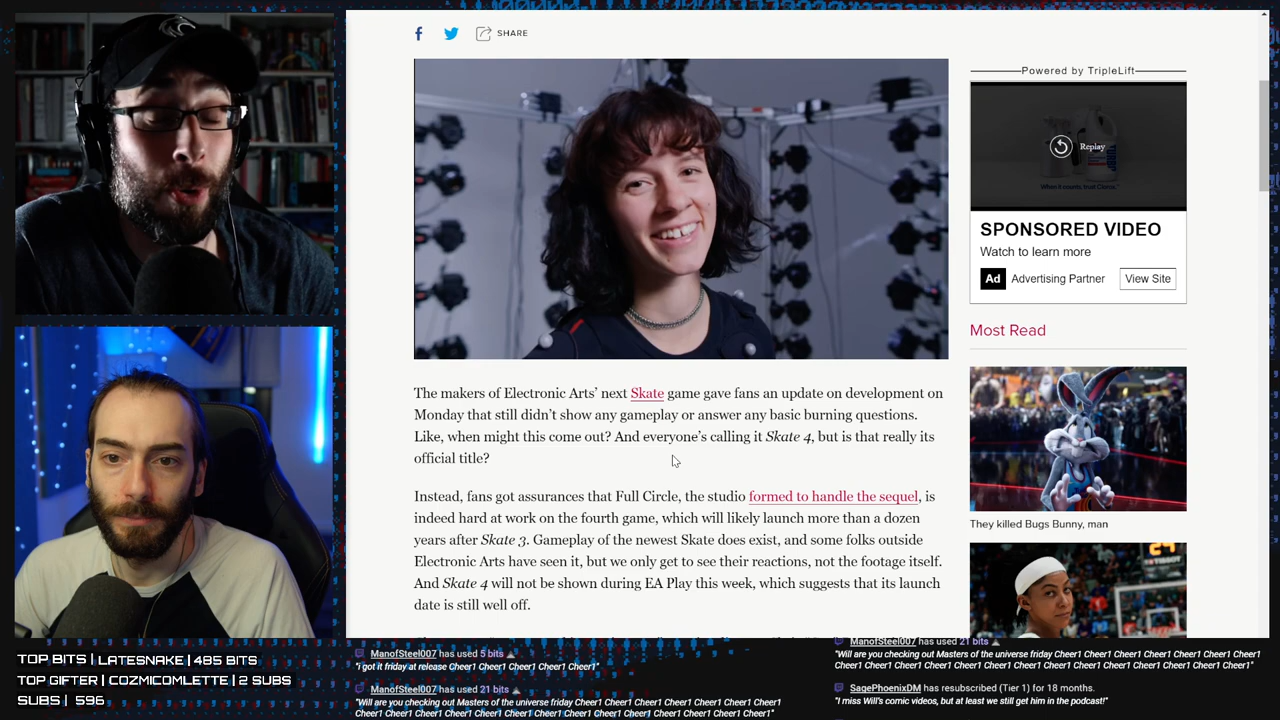 SHARE
Powered by TripleLift
Replay
When it counts, trust Clorox.
SPONSORED VIDEO
Watch to learn more
Ad Advertising Partner View Site
Most Read
They killed Bugs Bunny, man
The makers of Electronic Arts’ next Skate game gave fans an update on development on
Monday that still didn’t show any gameplay or answer any basic burning questions.
Like, when might this come out? And everyone’s calling it Skate 4, but is that really its
official title?
Instead, fans got assurances that Full Circle, the studio formed to handle the sequel, is
indeed hard at work on the fourth game, which will likely launch more than a dozen
years after Skate 3. Gameplay of the newest Skate does exist, and some folks outside
Electronic Arts have seen it, but we only get to see their reactions, not the footage itself.
And Skate 4 will not be shown during EA Play this week, which suggests that its launch
date is still well off.
TOP BITS | LATESNAKE | 485 BITS
TOP GIFTER | COZMICOMLETTE | 2 SUBS
SUBS | 596
ManofSteel007 has used 5 bits
"i got it friday at release Cheer1 Cheer1 Cheer1 Cheer1 Cheer1"
ManofSteel007 has used 21 bits
"Will are you checking out Masters of the universe friday Cheer1 Cheer1 Cheer1 Cheer1 Cheer1 Cheer1
Cheer1 Cheer1 Cheer1 Cheer1 Cheer1 Cheer1 Cheer1 Cheer1 Cheer1 Cheer1 Cheer1"
ManofSteel007 has used 21 bits
"Will are you checking out Masters of the universe friday Cheer1 Cheer1 Cheer1 Cheer1 Cheer1 Cheer1
Cheer1 Cheer1 Cheer1 Cheer1 Cheer1 Cheer1 Cheer1 Cheer1 Cheer1 Cheer1"
SagePhoenixDM has resubscribed (Tier 1) for 18 months.
"I miss Will's comic videos, but at least we still get him in the podcast!"